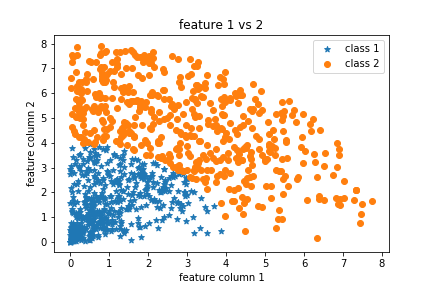 feature 1 vs 2
class 1
class 2
feature column 2
8
7
6
5
4
3
2
1
0
0 1 2 3 4 5 6 7 8
feature column 1